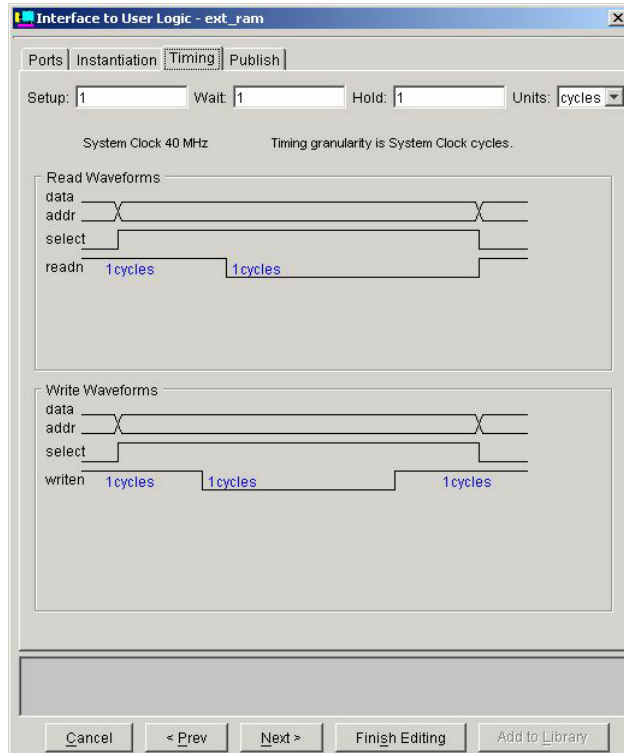 Interface to User Logic - ext_ram
Ports Instantiation Timing Publish
Setup: 1 Wait: 1 Hold: 1 Units: cycles
System Clock 40 MHz Timing granularity is System Clock cycles.
Read Waveforms
data
addr
select
readn 1cycles 1cycles
Write Waveforms
data
addr
select
writen 1cycles 1cycles 1cycles
Cancel < Prev Next > Finish Editing Add to Library